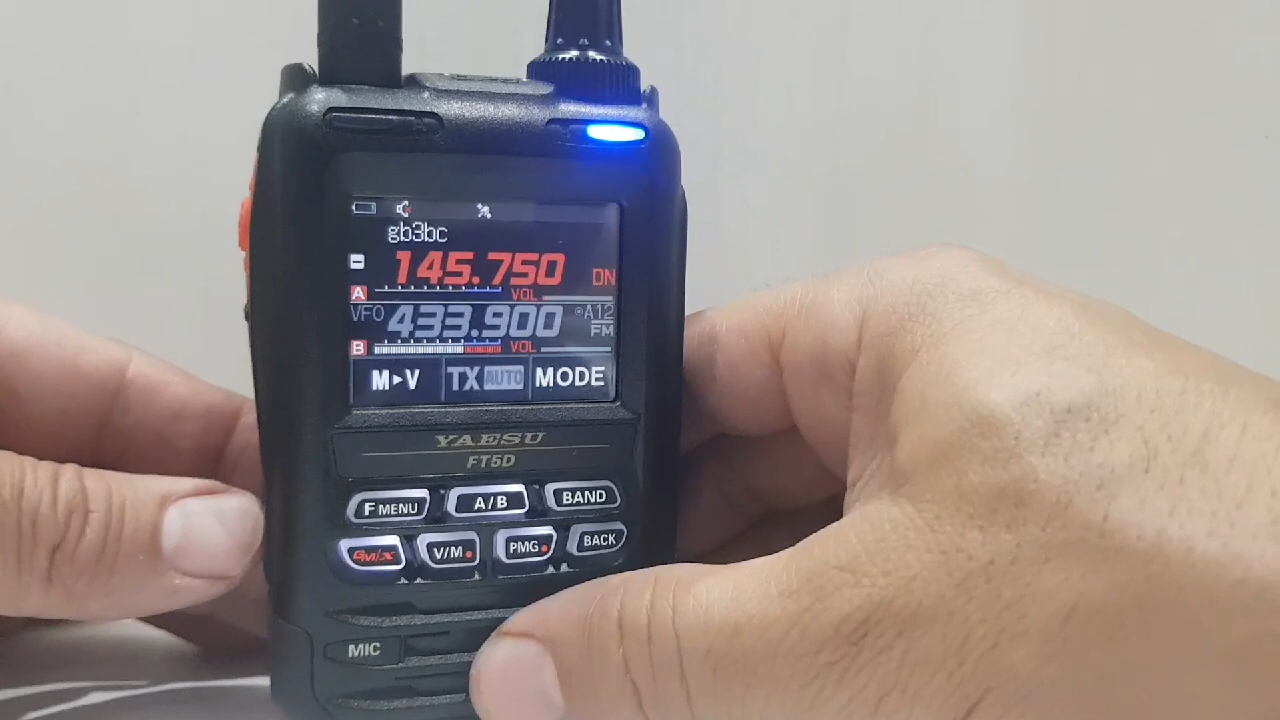 gb3bc
145.750 DN
A VOL
VFO 433.900 A12
FM
B VOL
M▸V TX AUTO MODE
YAESU
FT5D
F MENU A/B BAND
GM/X V/M PMG BACK
MIC